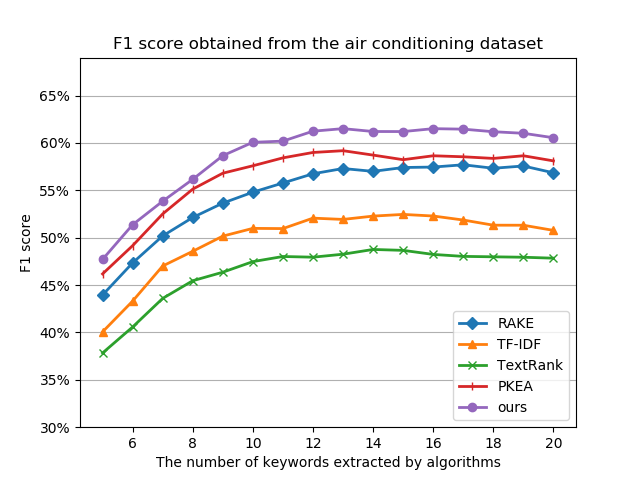 F1 score obtained from the air conditioning dataset
65%
60%
55%
50%
45%
40%
35%
30%
F1 score
6 8 10 12 14 16 18 20
The number of keywords extracted by algorithms
RAKE
TF-IDF
TextRank
PKEA
ours